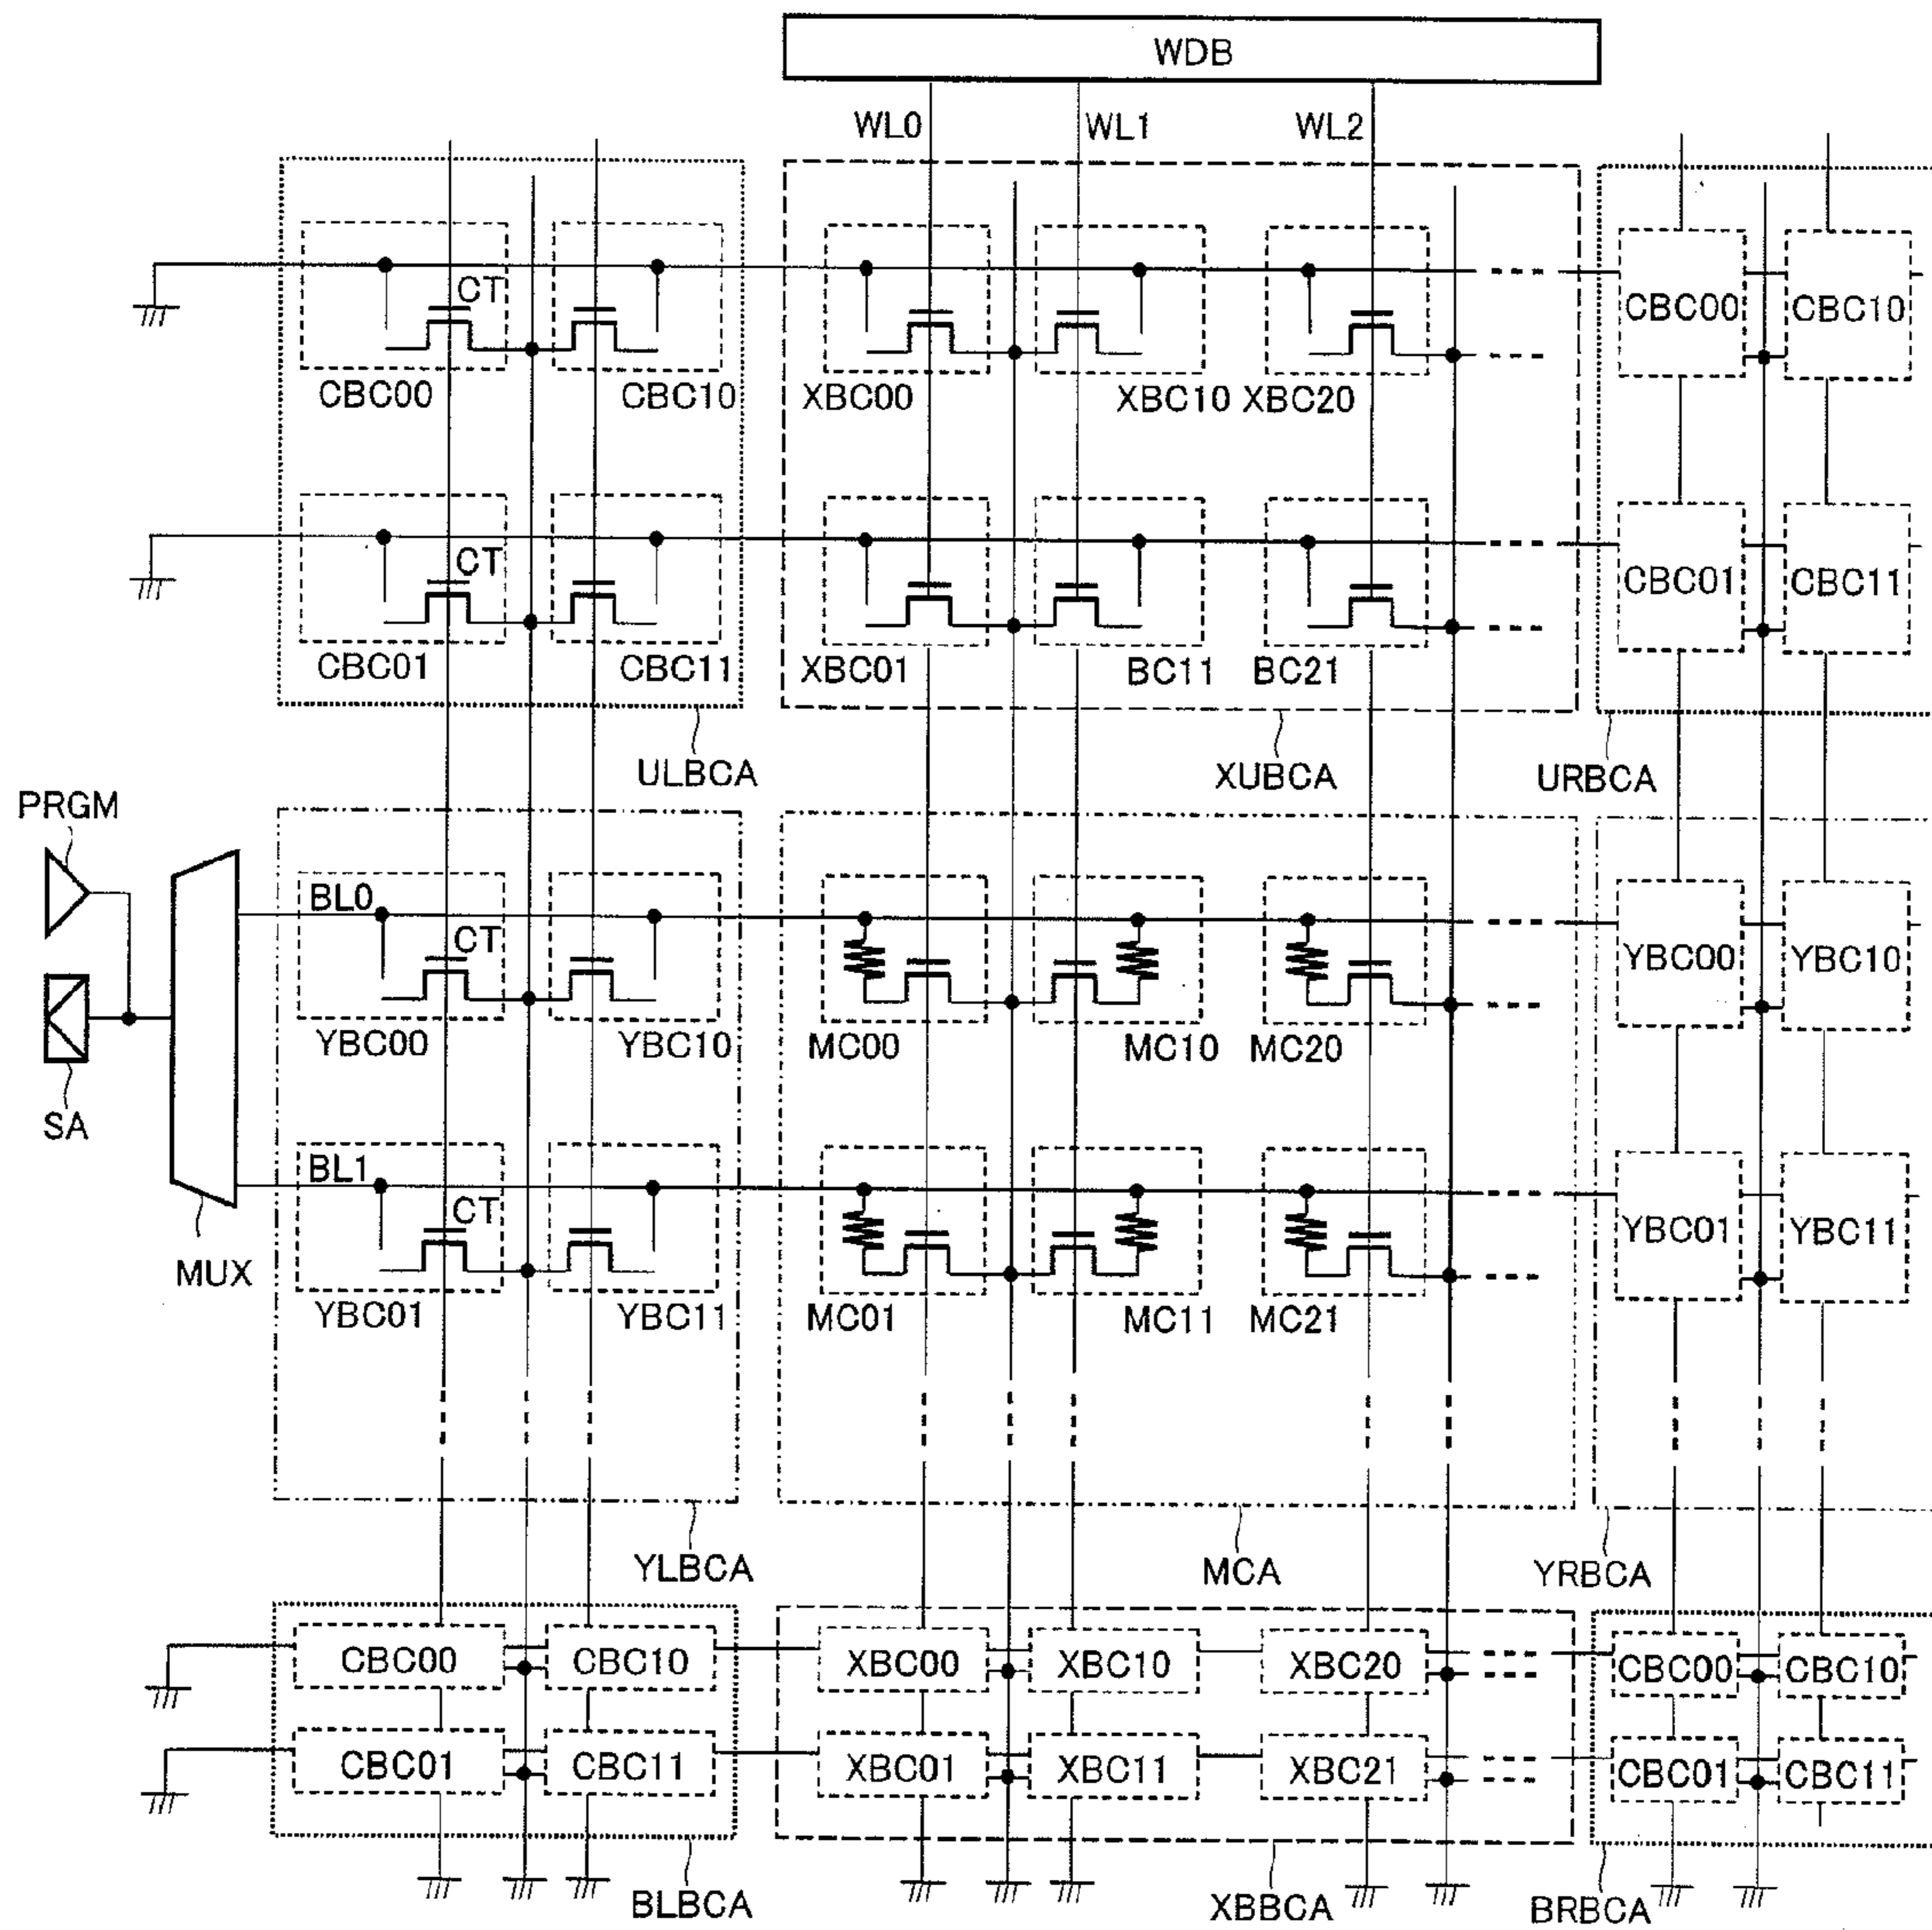 WDB
WL0 WL1 WL2
CT
CBC00 CBC10
CBC00 CBC10 XBC00 XBC10 XBC20
CT
CBC01 CBC11
CBC01 CBC11 XBC01 BC11 BC21
ULBCA XUBCA URBCA
PRGM
BL0
CT
YBC00 YBC10
YBC00 YBC10 MC00 MC10 MC20
SA
BL1
CT
YBC01 YBC11
MUX
YBC01 YBC11 MC01 MC11 MC21
YLBCA MCA YRBCA
CBC00 CBC10 XBC00 XBC10 XBC20 CBC00 CBC10
CBC01 CBC11 XBC01 XBC11 XBC21 CBC01 CBC11
BLBCA XBBCA BRBCA